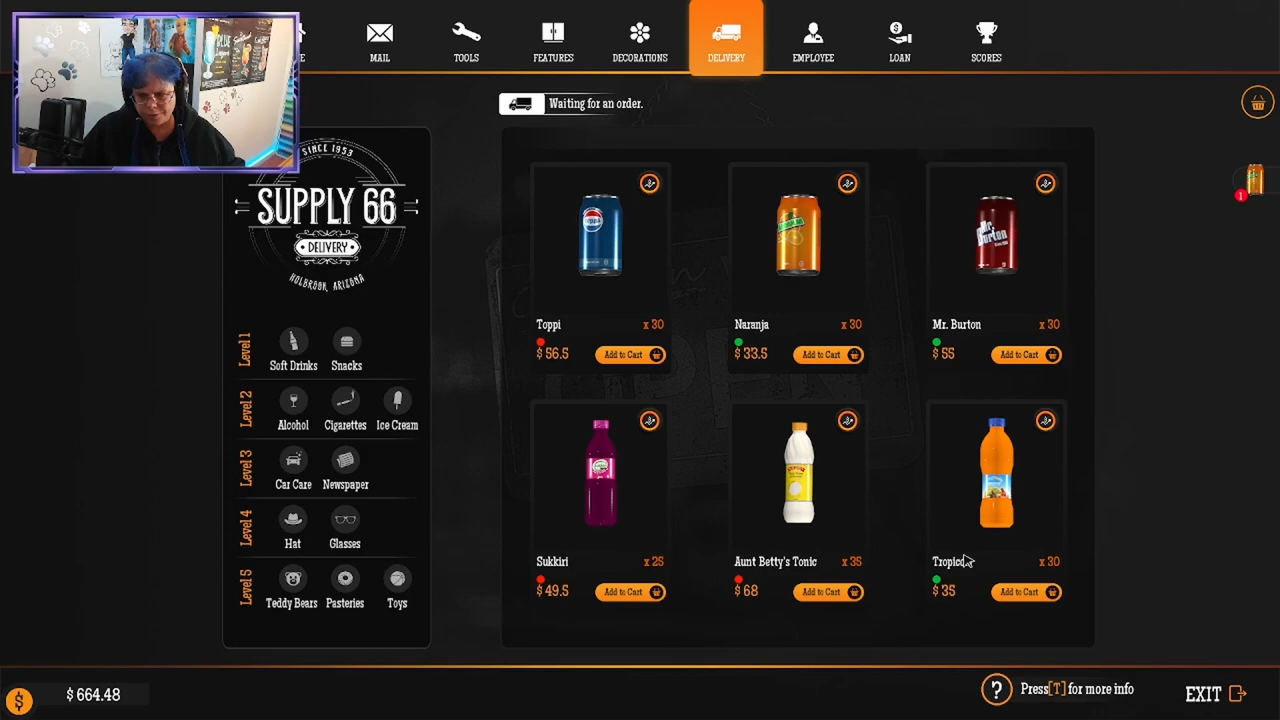 MAIL
TOOLS
FEATURES
DECORATIONS
DELIVERY
EMPLOYEE
LOAN
SCORES
Waiting for an order.
SINCE 1953
SUPPLY 66
DELIVERY
HOLBROOK, ARIZONA
Level 1
Soft Drinks
Snacks
Level 2
Alcohol
Cigarettes
Ice Cream
Level 3
Car Care
Newspaper
Level 4
Hat
Glasses
Level 5
Teddy Bears
Pasteries
Toys
Toppi x 30
$ 56.5 Add to Cart
Naranja x 30
$ 33.5 Add to Cart
Mr. Burton x 30
$ 55 Add to Cart
Sukkiri x 25
$ 49.5 Add to Cart
Aunt Betty's Tonic x 35
$ 68 Add to Cart
x 30
$ 35 Add to Cart
1
$ 664.48
? Press[T] for more info
EXIT